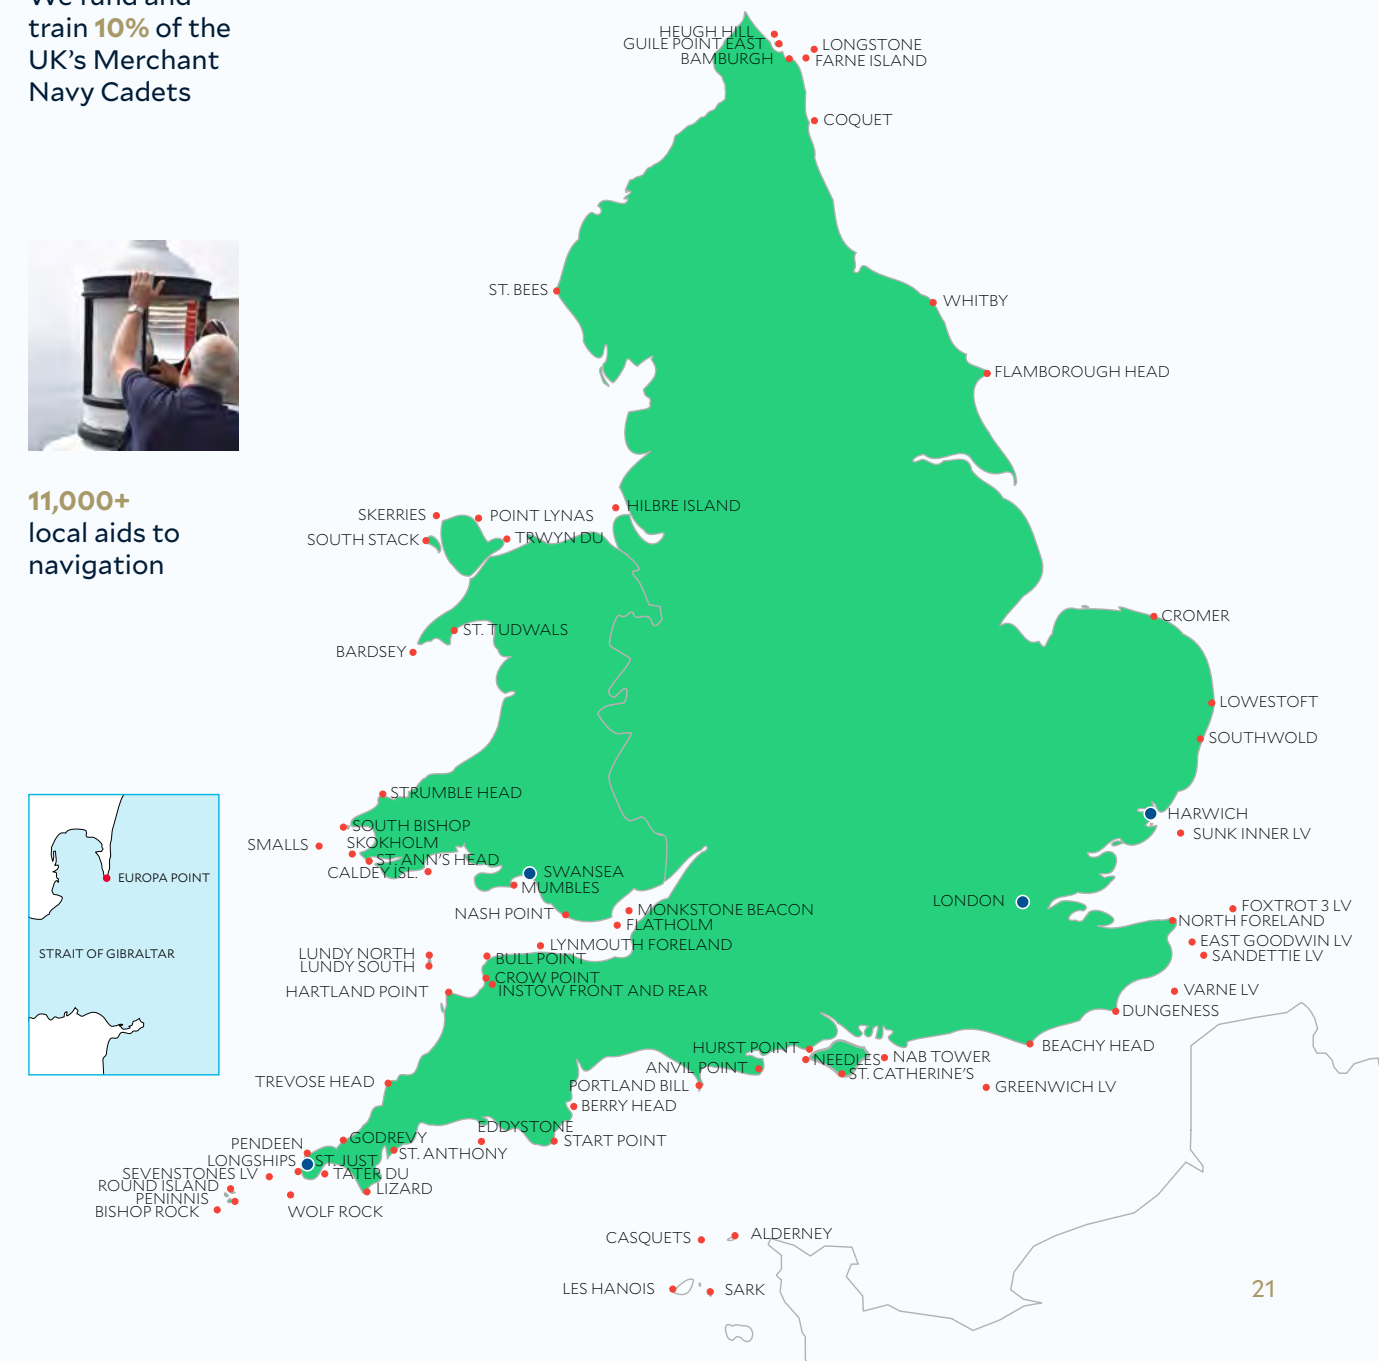 We fund and
train 10% of the
UK's Merchant
Navy Cadets
11,000+
local aids to
navigation
EUROPA POINT
STRAIT OF GIBRALTAR
HEUGH HILL
GUILE POINT EAST
BAMBURGH
LONGSTONE
FARNE ISLAND
COQUET
ST. BEES
WHITBY
FLAMBOROUGH HEAD
SKERRIES
POINT LYNAS
HILBRE ISLAND
SOUTH STACK
TRWYN DU
CROMER
ST. TUDWALS
BARDSEY
LOWESTOFT
SOUTHWOLD
STRUMBLE HEAD
HARWICH
SOUTH BISHOP
SUNK INNER LV
SMALLS
SKOKHOLM
ST. ANN'S HEAD
CALDEY ISL.
SWANSEA
MUMBLES
LONDON
NASH POINT
MONKSTONE BEACON
FLATHOLM
FOXTROT 3 LV
NORTH FORELAND
EAST GOODWIN LV
SANDETTIE LV
LYNMOUTH FORELAND
LUNDY NORTH
BULL POINT
LUNDY SOUTH
CROW POINT
HARTLAND POINT
INSTOW FRONT AND REAR
VARNE LV
DUNGENESS
BEACHY HEAD
HURST POINT
NEEDLES
NAB TOWER
ANVIL POINT
ST. CATHERINE'S
TREVOSE HEAD
PORTLAND BILL
GREENWICH LV
BERRY HEAD
EDDYSTONE
START POINT
PENDEEN
GODREVY
ST. ANTHONY
LONGSHIPS
ST. JUST
SEVENSTONES LV
TATER DU
ROUND ISLAND
LIZARD
PENINNIS
BISHOP ROCK
WOLF ROCK
CASQUETS
ALDERNEY
LES HANOIS
SARK
21